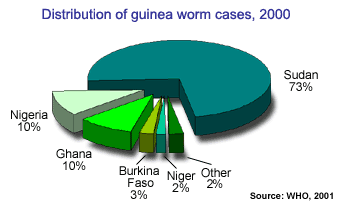 Distribution of guinea worm cases, 2000
Sudan
73%
Nigeria
10%
Ghana
10%
Burkina
Faso
3%
Niger
2%
Other
2%
Source: WHO, 2001